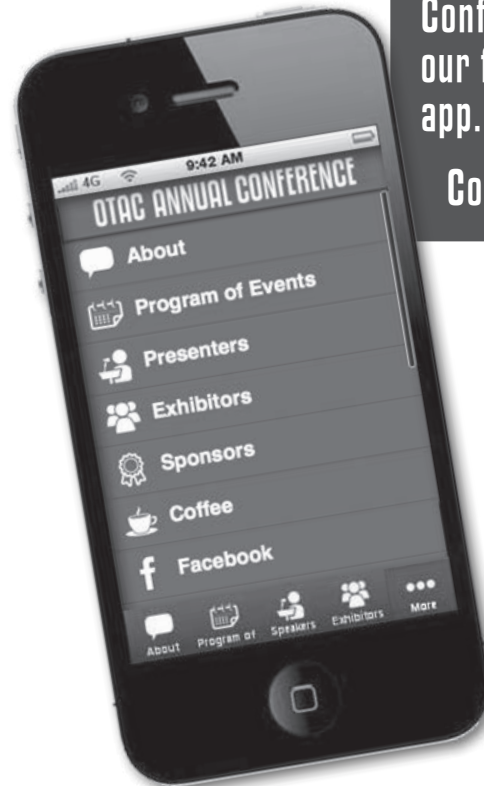 Conf
our f
app.
Co
4G 9:42 AM
OTAC ANNUAL CONFERENCE
About
Program of Events
Presenters
Exhibitors
Sponsors
Coffee
Facebook
About Program of Speakers Exhibitors More